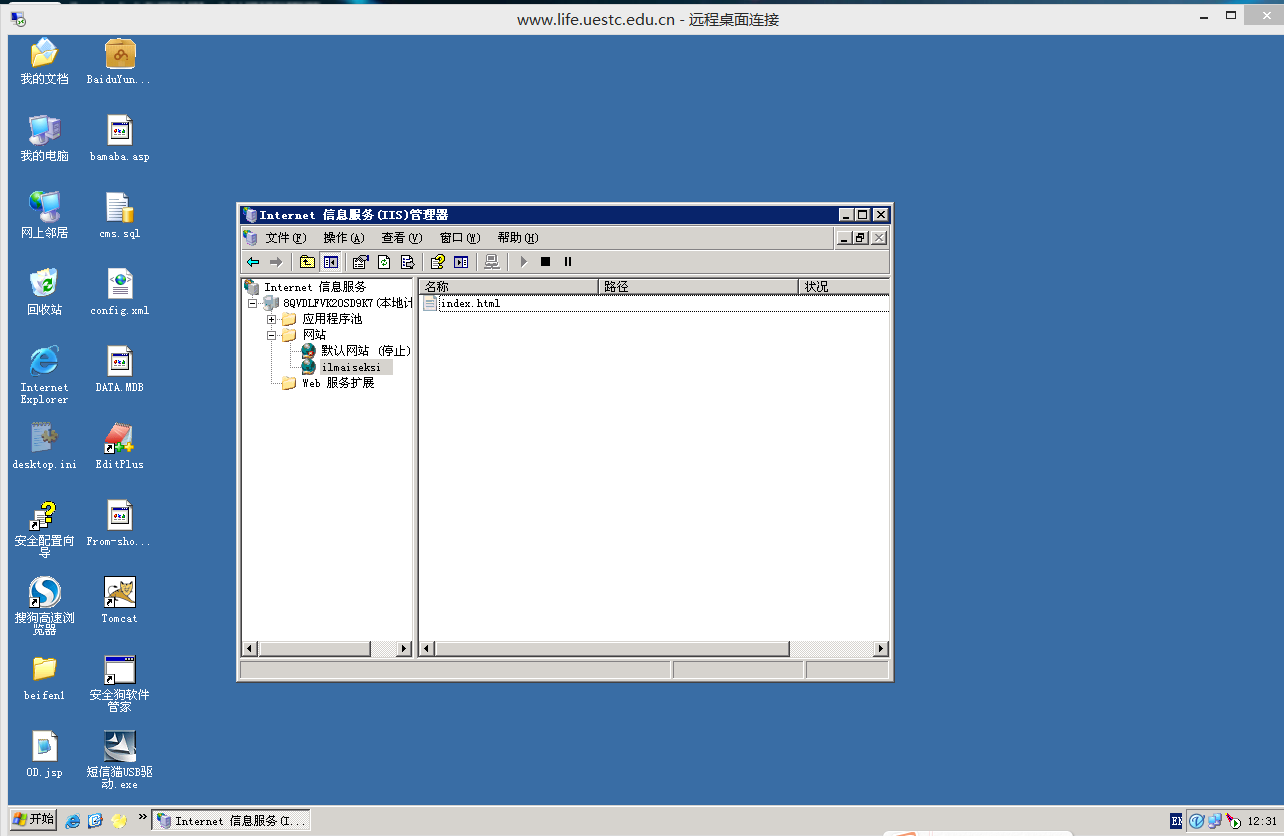 www.life.uestc.edu.cn - 远程桌面连接
我的文档
BaiduYun...
我的电脑
bamaba.asp
网上邻居
cms.sql
回收站
config.xml
Internet
Explorer
DATA.MDB
desktop.ini
EditPlus
安全配置向
导
From-sho...
搜狗高速浏
览器
Tomcat
beifen1
安全狗软件
管家
OD.jsp
短信猫USB驱
动.exe
Internet 信息服务(IIS)管理器
文件(F) 操作(A) 查看(V) 窗口(W) 帮助(H)
Internet 信息服务
8QVDLFVK2OSD9K7(本地计
应用程序池
网站
默认网站 (停止)
ilmaiseksi
Web 服务扩展
名称 路径 状况
index.html
开始
Internet 信息服务(I...
EN
12:31